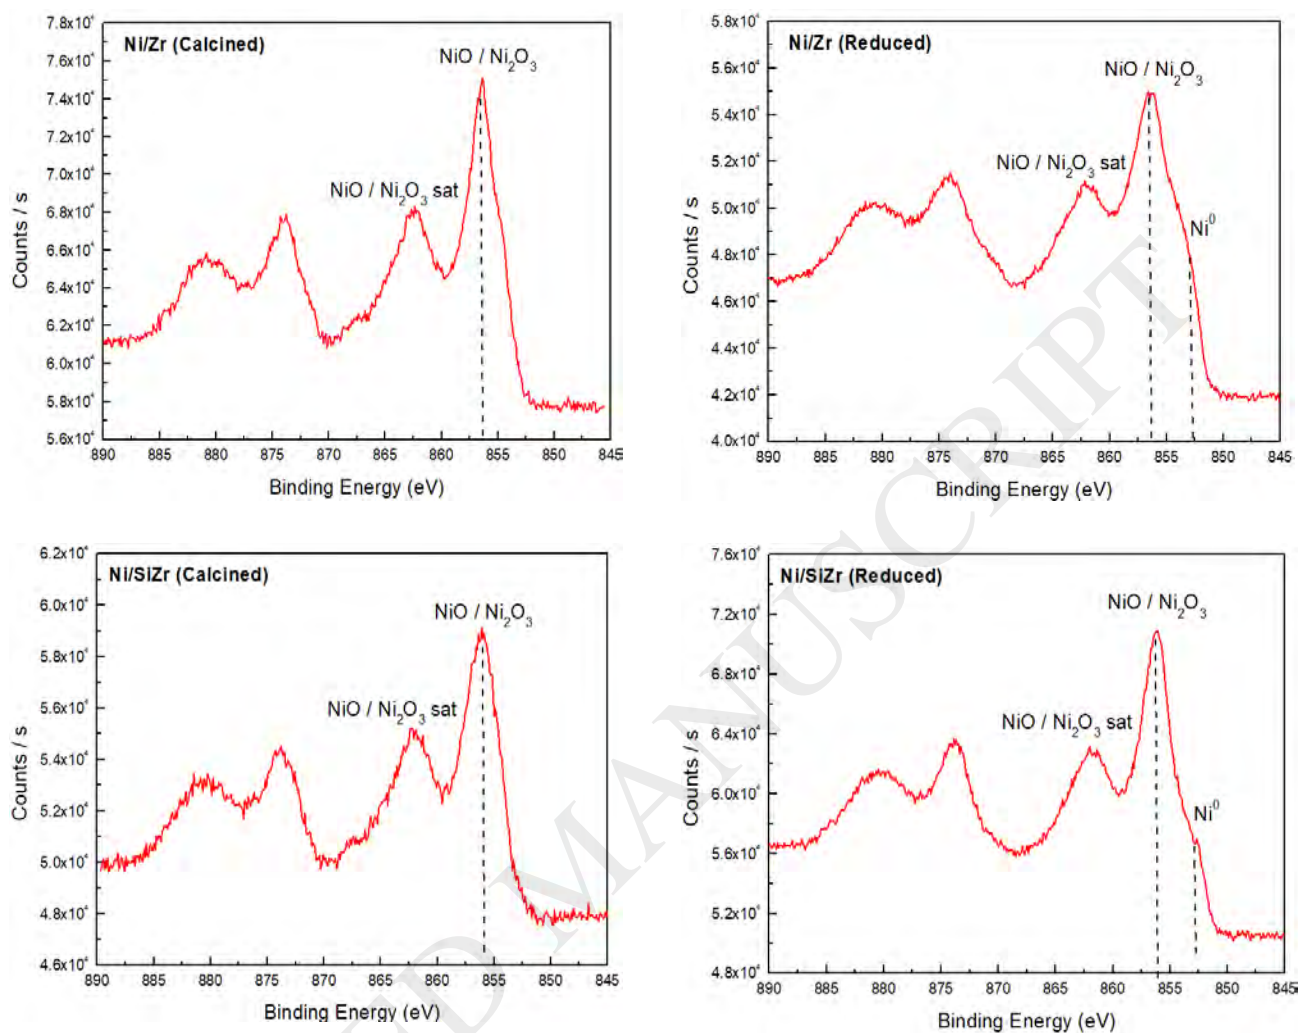 Ni/Zr (Calcined)
NiO / Ni₂O₃
NiO / Ni₂O₃ sat
7.8x10⁴
7.6x10⁴
7.4x10⁴
7.2x10⁴
7.0x10⁴
6.8x10⁴
6.6x10⁴
6.4x10⁴
6.2x10⁴
6.0x10⁴
5.8x10⁴
5.6x10⁴
Counts / s
890 885 880 875 870 865 860 855 850 845
Binding Energy (eV)
Ni/Zr (Reduced)
NiO / Ni₂O₃
NiO / Ni₂O₃ sat
Ni⁰
5.8x10⁴
5.6x10⁴
5.4x10⁴
5.2x10⁴
5.0x10⁴
4.8x10⁴
4.6x10⁴
4.4x10⁴
4.2x10⁴
4.0x10⁴
Counts / s
890 885 880 875 870 865 860 855 850 845
Binding Energy (eV)
Ni/SiZr (Calcined)
NiO / Ni₂O₃
NiO / Ni₂O₃ sat
6.2x10⁴
6.0x10⁴
5.8x10⁴
5.6x10⁴
5.4x10⁴
5.2x10⁴
5.0x10⁴
4.8x10⁴
4.6x10⁴
Counts / s
890 885 880 875 870 865 860 855 850 845
Binding Energy (eV)
Ni/SiZr (Reduced)
NiO / Ni₂O₃
NiO / Ni₂O₃ sat
Ni⁰
7.6x10⁴
7.2x10⁴
6.8x10⁴
6.4x10⁴
6.0x10⁴
5.6x10⁴
5.2x10⁴
4.8x10⁴
Counts / s
890 885 880 875 870 865 860 855 850 845
Binding Energy (eV)
ED MANUSCRIPT